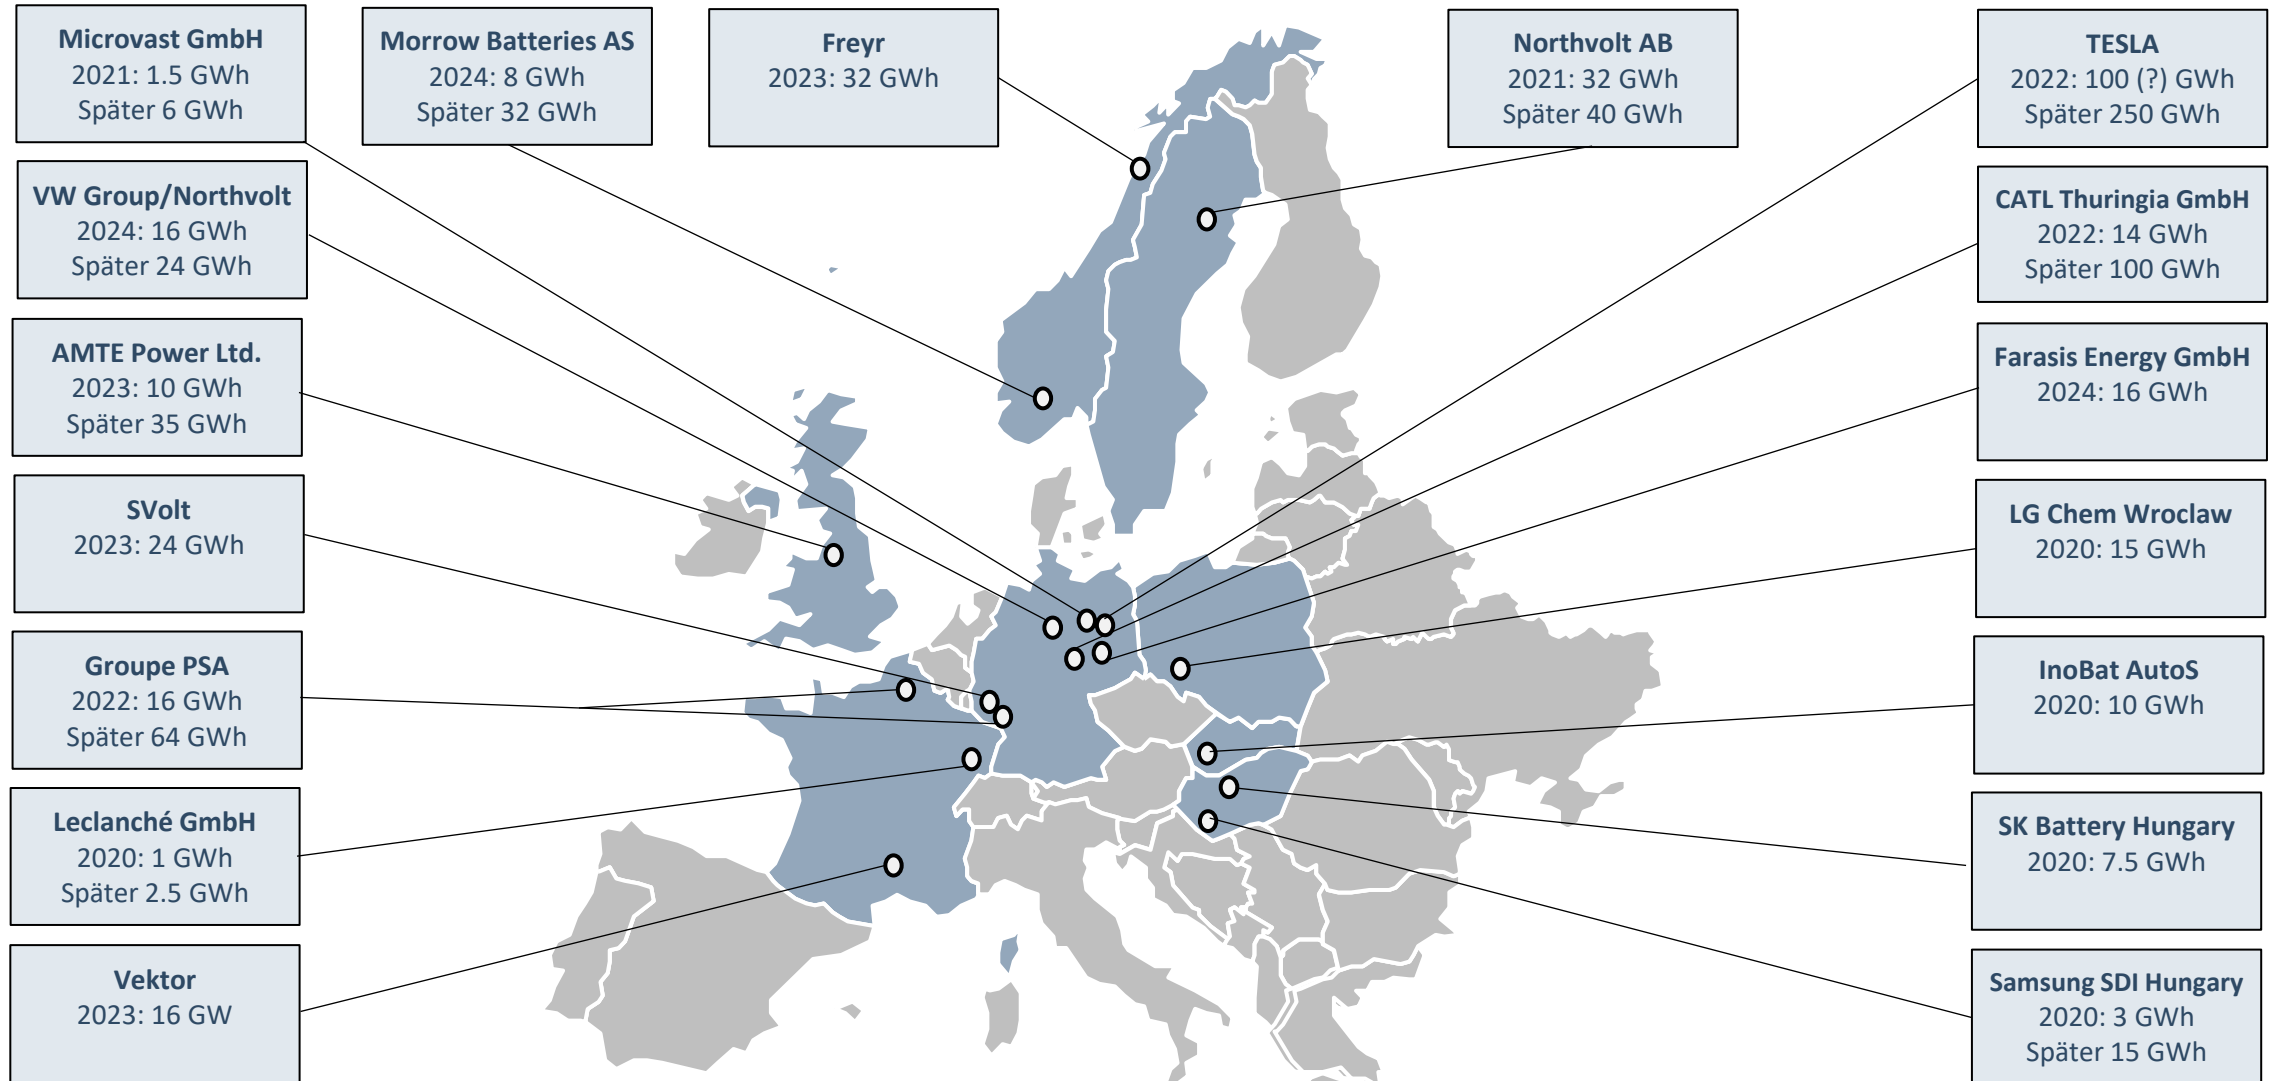 Microvast GmbH
2021: 1.5 GWh
Später 6 GWh
Morrow Batteries AS
2024: 8 GWh
Später 32 GWh
Freyr
2023: 32 GWh
Northvolt AB
2021: 32 GWh
Später 40 GWh
TESLA
2022: 100 (?) GWh
Später 250 GWh
VW Group/Northvolt
2024: 16 GWh
Später 24 GWh
CATL Thuringia GmbH
2022: 14 GWh
Später 100 GWh
AMTE Power Ltd.
2023: 10 GWh
Später 35 GWh
Farasis Energy GmbH
2024: 16 GWh
SVolt
2023: 24 GWh
LG Chem Wroclaw
2020: 15 GWh
Groupe PSA
2022: 16 GWh
Später 64 GWh
InoBat AutoS
2020: 10 GWh
Leclanché GmbH
2020: 1 GWh
Später 2.5 GWh
SK Battery Hungary
2020: 7.5 GWh
Vektor
2023: 16 GW
Samsung SDI Hungary
2020: 3 GWh
Später 15 GWh